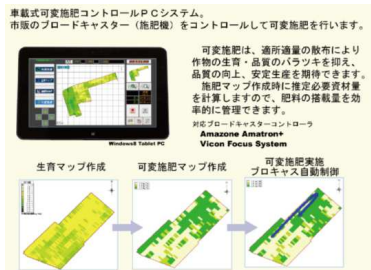 車載式可変施肥コントロールPCシステム。
市販のブロードキャスター（施肥機）をコントロールして可変施肥を行います。
可変施肥は、適所適量の散布により
作物の生育・品質のバラツキを抑え、
品質の向上、安定生産を期待できます。
施肥マップ作成時に推定必要資材量
を計算しますので、肥料の搭載量を効
率的に管理できます。
対応ブロードキャスターコントローラ
Amazone Amatron+
Vicon Focus System
Windows8 Tablet PC
生育マップ作成
可変施肥マップ作成
可変施肥実施
ブロキャス自動制御